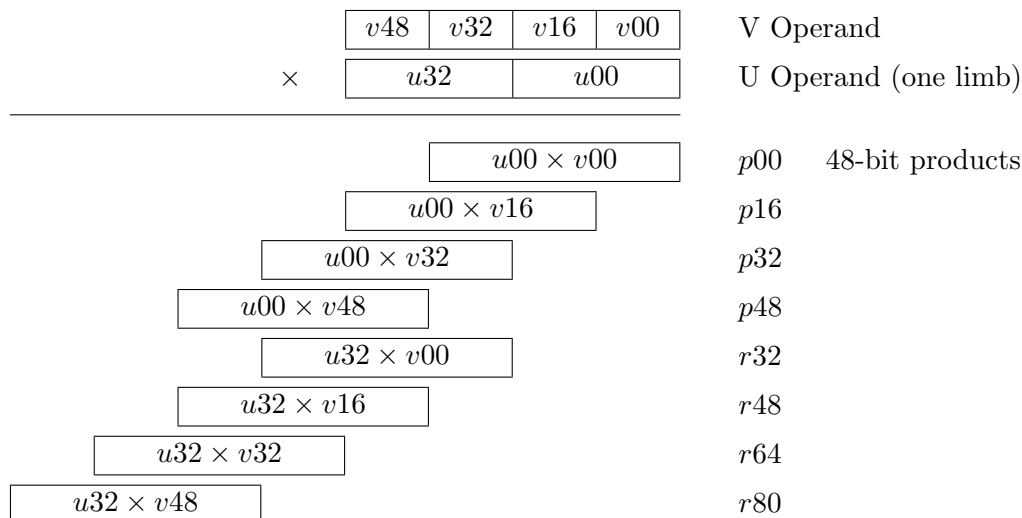 v48 v32 v16 v00 V Operand
× u32 u00 U Operand (one limb)
u00 × v00 p00 48-bit products
u00 × v16 p16
u00 × v32 p32
u00 × v48 p48
u32 × v00 r32
u32 × v16 r48
u32 × v32 r64
u32 × v48 r80